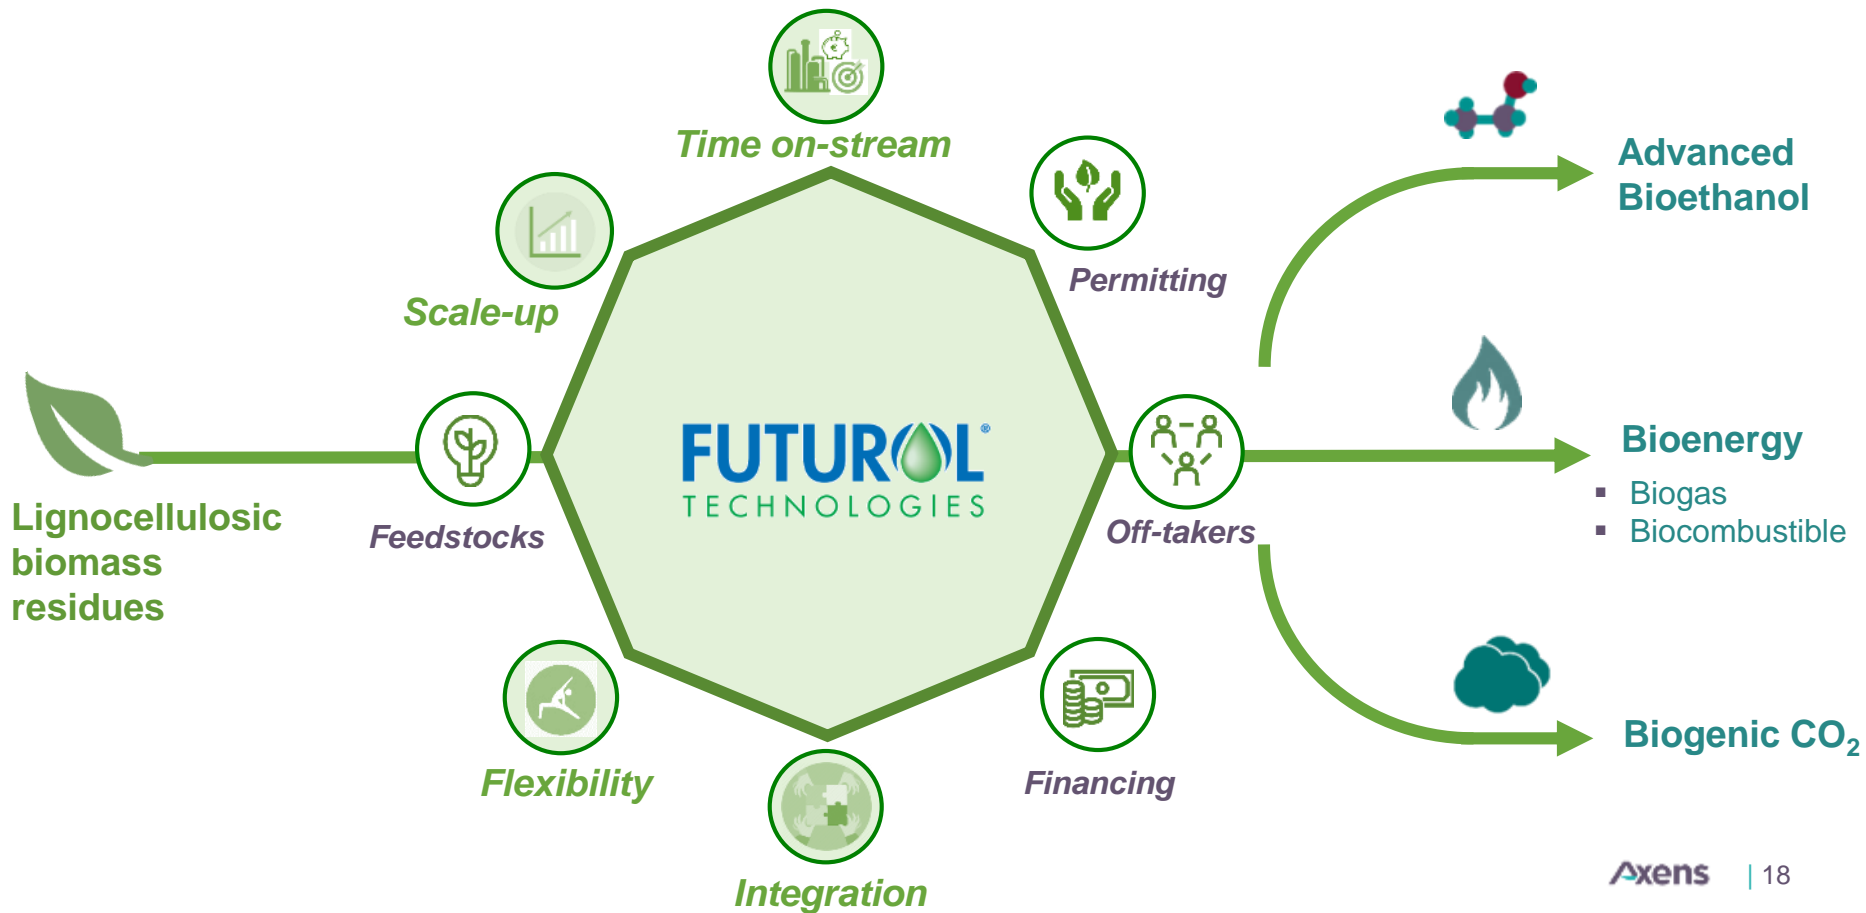 Time on-stream
Permitting
Scale-up
Feedstocks
Lignocellulosic
biomass
residues
FUTUROL®
TECHNOLOGIES
Off-takers
Flexibility
Integration
Financing
Advanced
Bioethanol
Bioenergy
▪ Biogas
▪ Biocombustible
Biogenic CO₂
Axens | 18